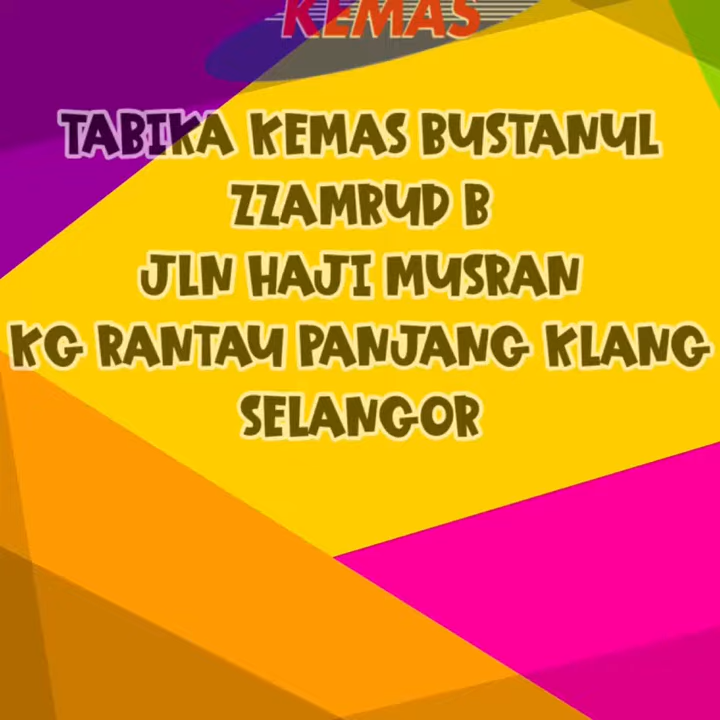 KEMAS
TABIKA KEMAS BUSTANUL
ZZAMRUD B
JLN HAJI MUSRAN
KG RANTAU PANJANG KLANG
SELANGOR